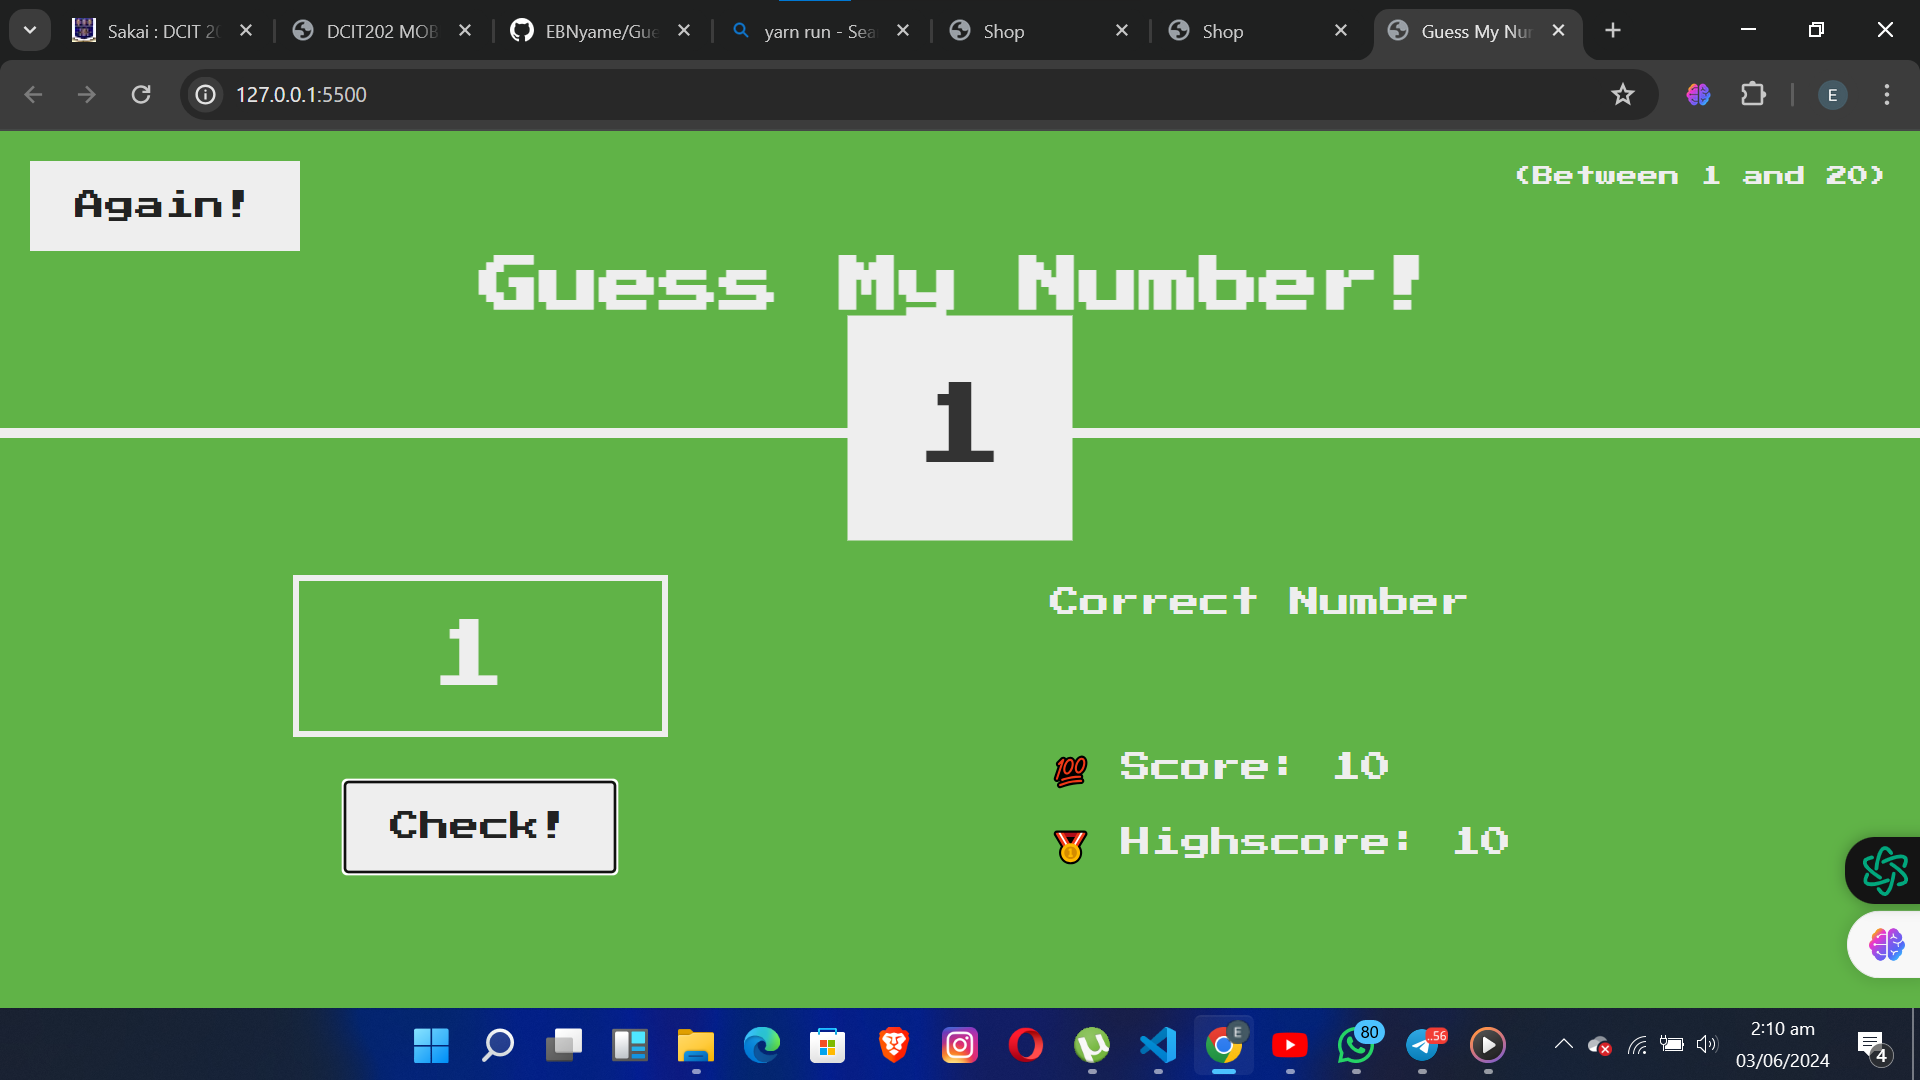 Sakai : DCIT 20
DCIT202 MOB
EBNyame/Gue
yarn run - Sea
Shop
Shop
Guess My Nur
127.0.0.1:5500
E
Again!
(Between 1 and 20)
Guess My Number!
1
1
Correct Number
💯 Score: 10
Check!
🥇 Highscore: 10
E
80
..56
2:10 am
03/06/2024
4